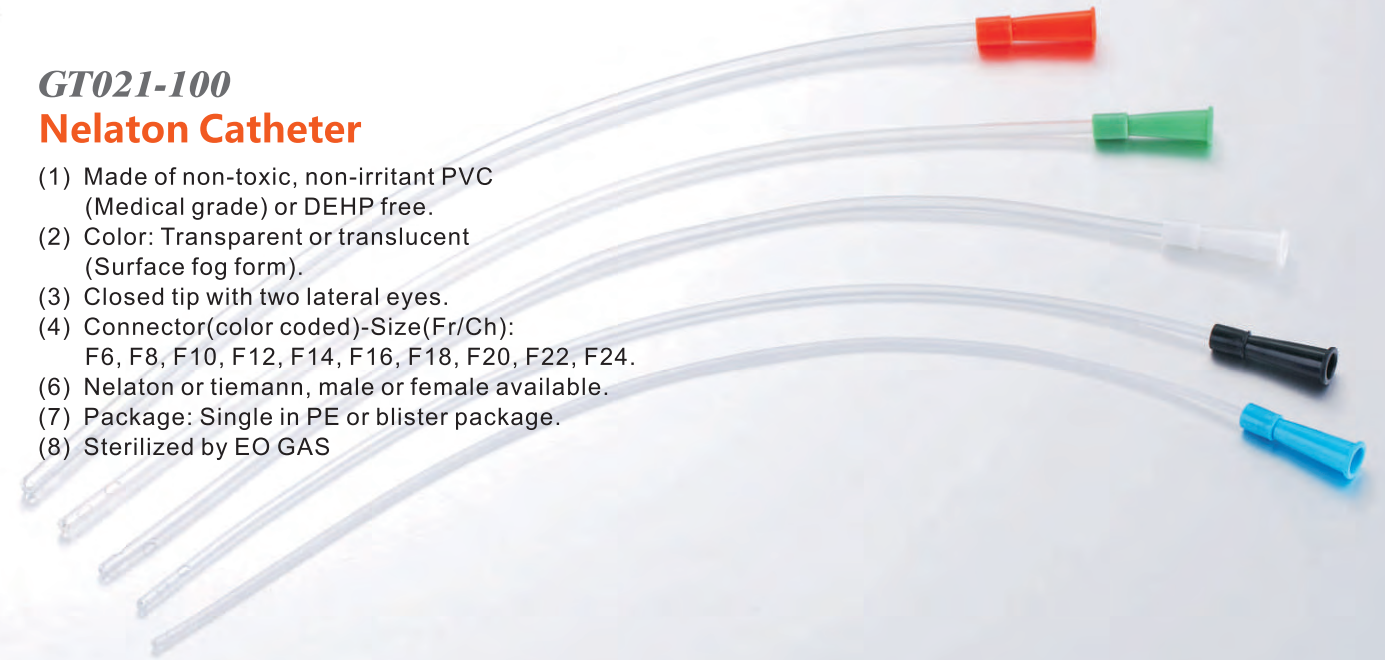 GT021-100
Nelaton Catheter
(1) Made of non-toxic, non-irritant PVC
(Medical grade) or DEHP free.
(2) Color: Transparent or translucent
(Surface fog form).
(3) Closed tip with two lateral eyes.
(4) Connector(color coded)-Size(Fr/Ch):
F6, F8, F10, F12, F14, F16, F18, F20, F22, F24.
(6) Nelaton or tiemann, male or female available.
(7) Package: Single in PE or blister package.
(8) Sterilized by EO GAS